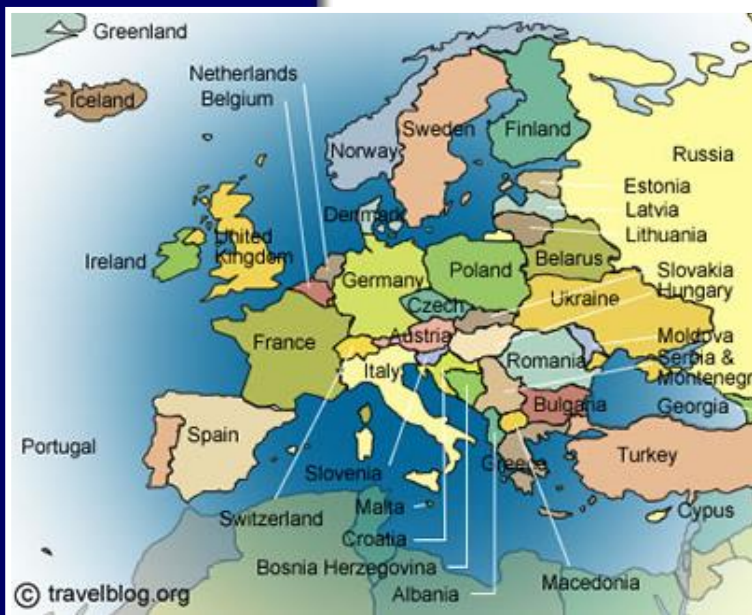 Greenland
Netherlands
Belgium
Iceland
Sweden
Finland
Norway
Russia
Estonia
Latvia
Denmark
Lithuania
United
Kingdom
Ireland
Belarus
Germany
Poland
Slovakia
Hungary
Czech
Ukraine
France
Austria
Moldova
Romania
Serbia &
Montenegr
Italy
Bulgaria
Georgia
Portugal
Spain
Slovenia
Greece
Turkey
Switzerland
Malta
Cypus
Croatia
Bosnia Herzegovina
Albania
Macedonia
© travelblog.org